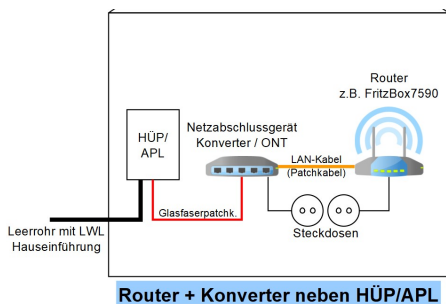 Router
z.B. FritzBox7590
HÜP/
APL
Netzabschlussgerät
Konverter / ONT
LAN-Kabel
(Patchkabel)
Glasfaserpatchk.
Steckdosen
Leerrohr mit LWL
Hauseinführung
Router + Konverter neben HÜP/APL